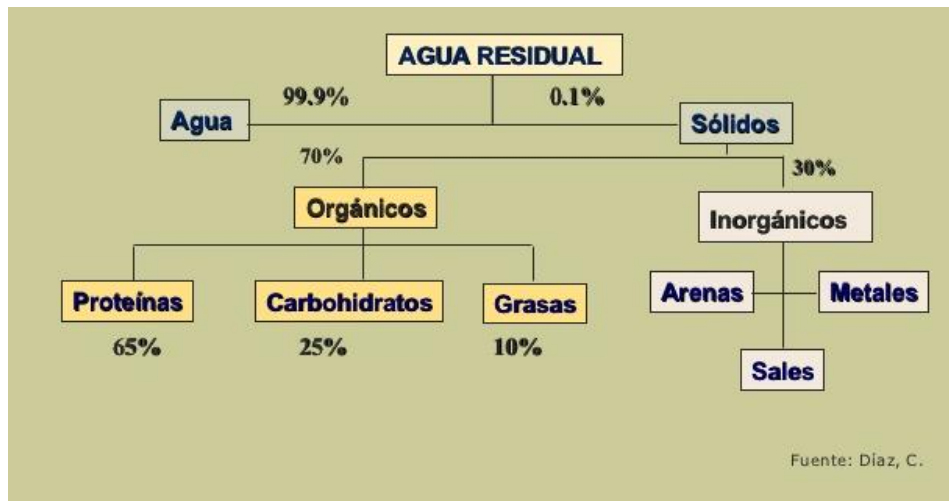 AGUA RESIDUAL
99.9%
0.1%
Agua
Sólidos
70%
30%
Orgánicos
Inorgánicos
Proteínas
Carbohidratos
Grasas
Arenas
Metales
65%
25%
10%
Sales
Fuente: Díaz, C.